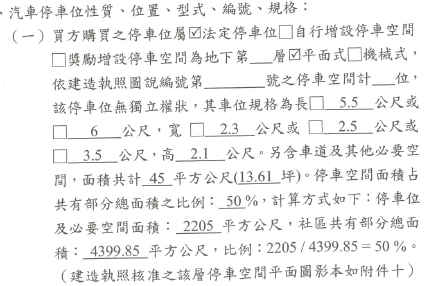 、汽車停車位性質、位置、型式、編號、規格：
（一）買方購買之停車位屬☑法定停車位□自行增設停車空間
□獎勵增設停車空間為地下第___層☑平面式□機械式，
依建造執照圖說編號第________號之停車空間計___位，
該停車位無獨立權狀，其車位規格為長□ 5.5 公尺或
□ 6 公尺，寬 □ 2.3 公尺或 □ 2.5 公尺或
□ 3.5 公尺，高 2.1 公尺。另含車道及其他必要空
間，面積共計 45 平方公尺(13.61 坪)。停車空間面積占
共有部分總面積之比例： 50 %，計算方式如下：停車位
及必要空間面積： 2205 平方公尺，社區共有部分總面
積： 4399.85 平方公尺，比例：2205 / 4399.85 = 50 %。
（建造執照核准之該層停車空間平面圖影本如附件十）